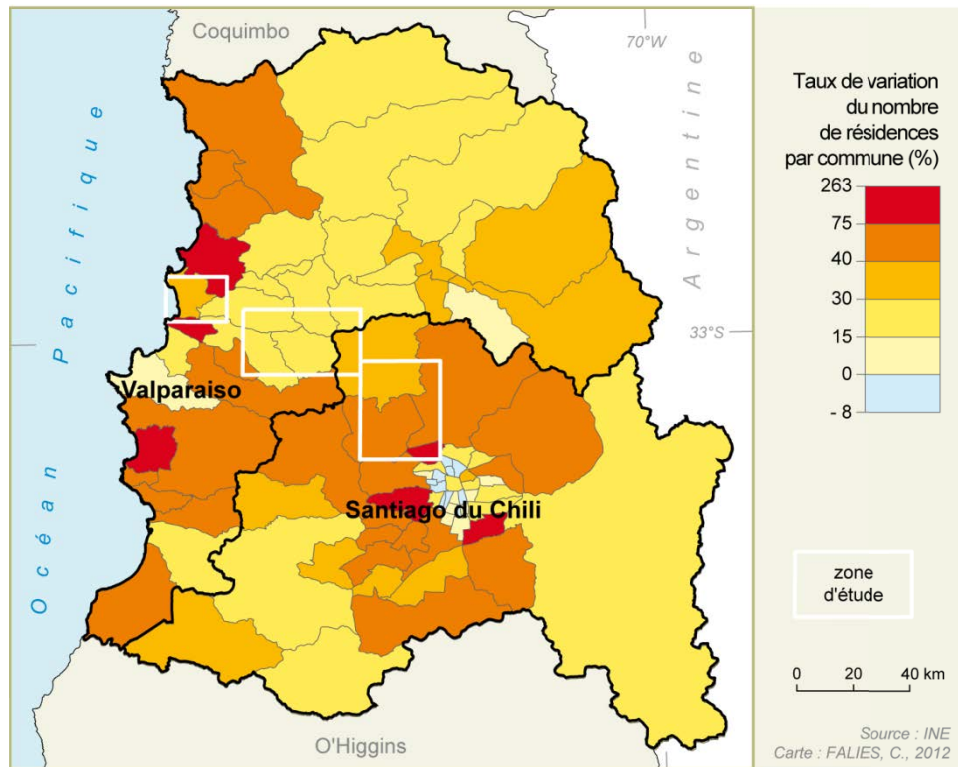 Coquimbo
70°W
Argentine
Océan Pacifique
33°S
Valparaiso
Santiago du Chili
O'Higgins
Taux de variation
du nombre
de résidences
par commune (%)
263
75
40
30
15
0
- 8
zone
d'étude
0 20 40 km
Source : INE
Carte : FALIES, C., 2012